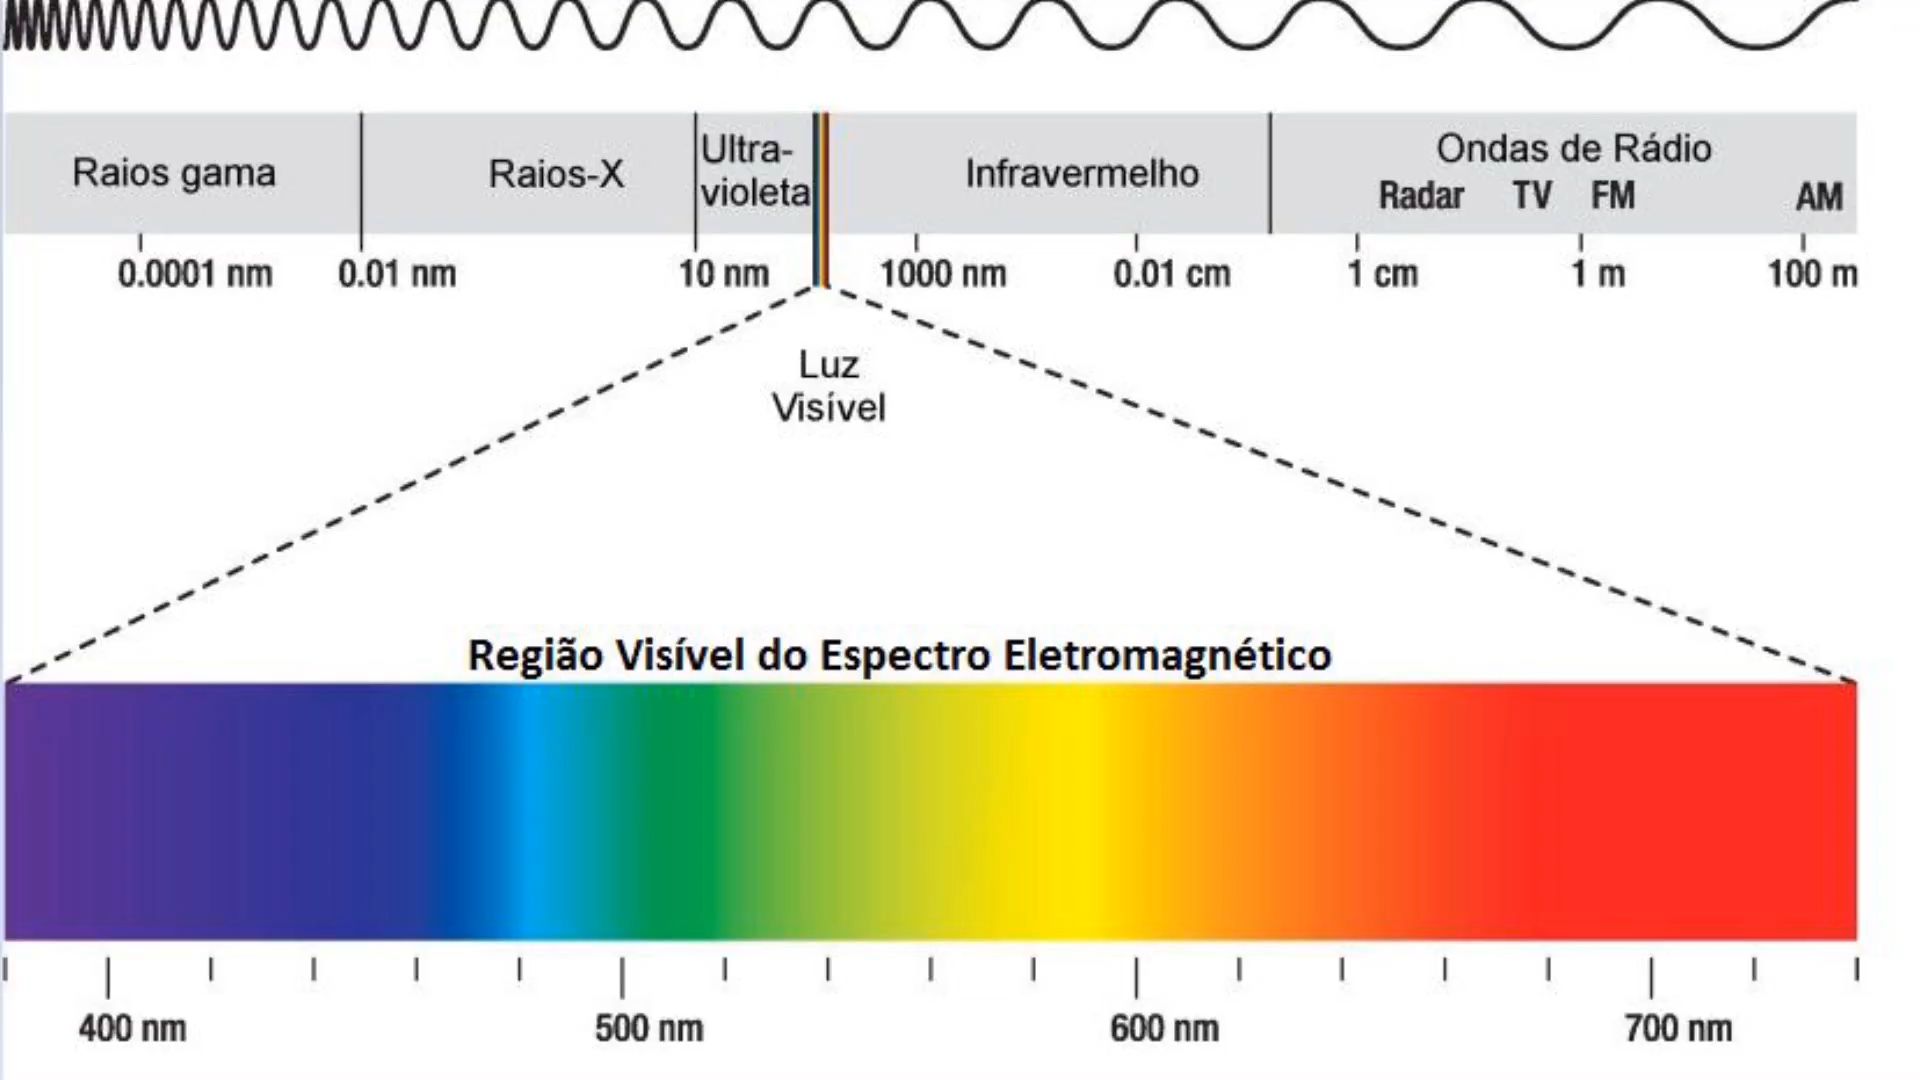 Raios gama
Raios-X
Ultra-
violeta
Infravermelho
Ondas de Rádio
Radar TV FM AM
0.0001 nm 0.01 nm 10 nm 1000 nm 0.01 cm 1 cm 1 m 100 m
Luz
Visível
Região Visível do Espectro Eletromagnético
400 nm 500 nm 600 nm 700 nm